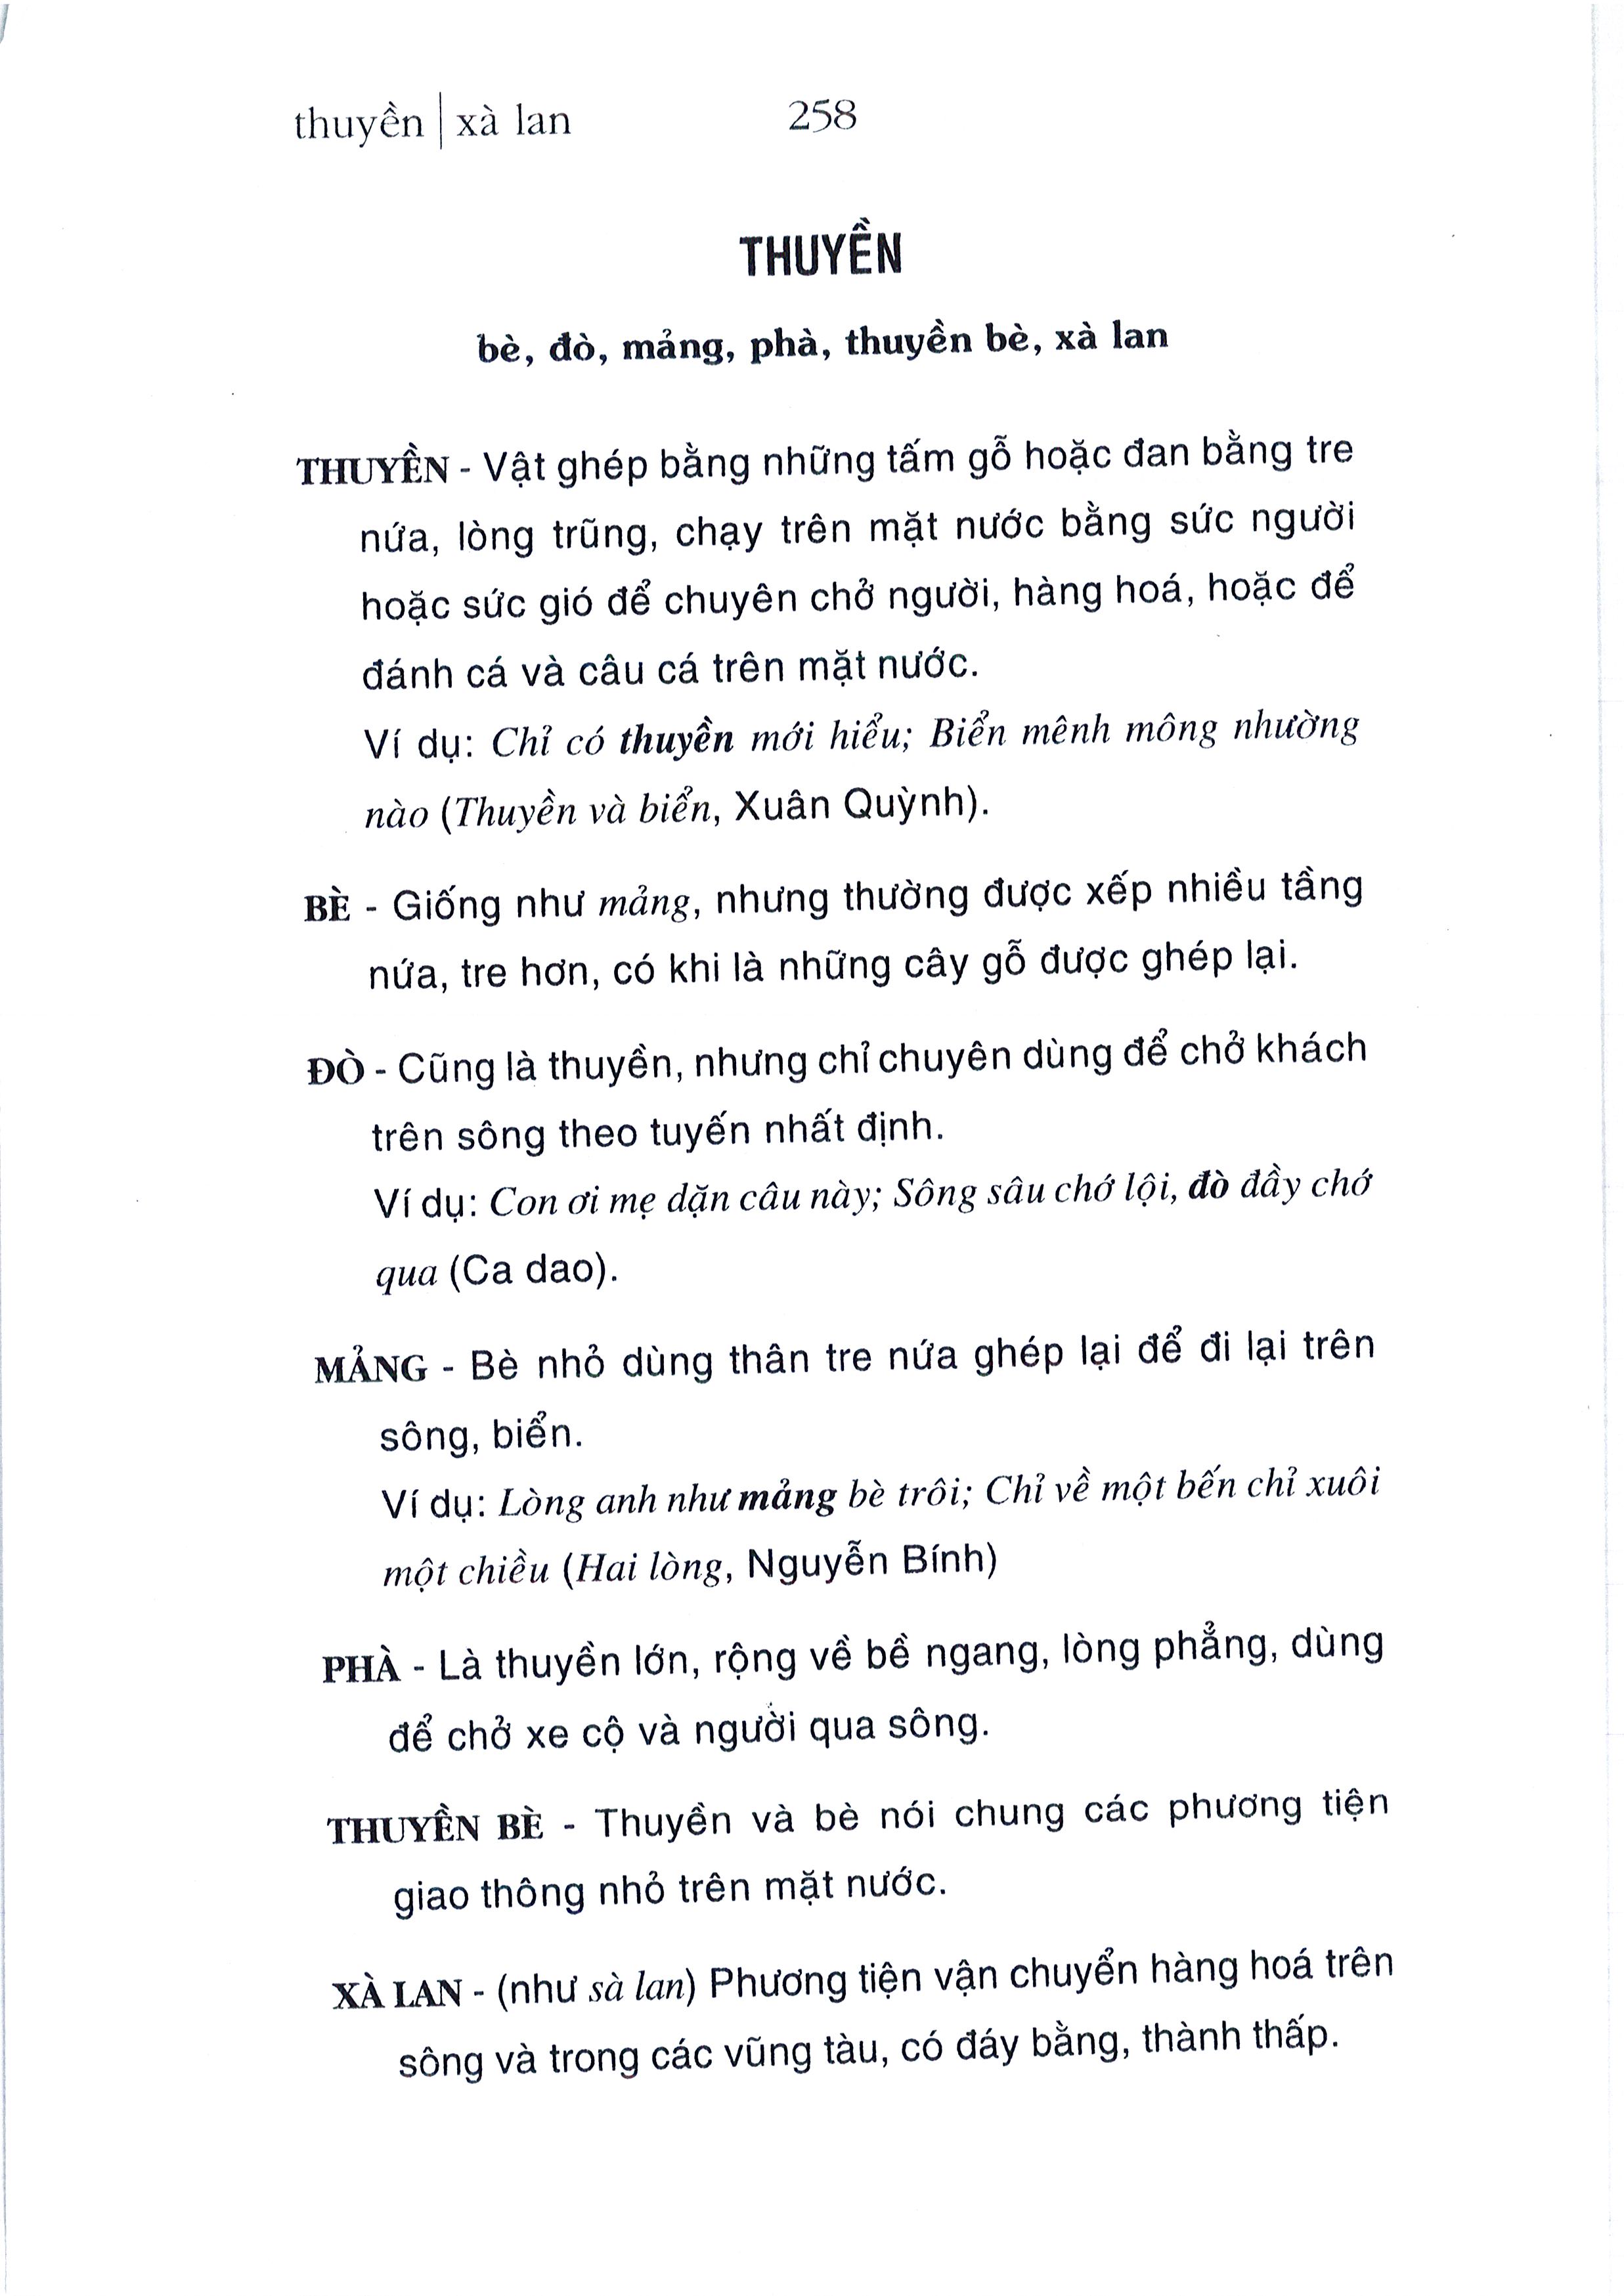 thuyền | xà lan 258
THUYỀN
bè, đò, mảng, phà, thuyền bè, xà lan
THUYỀN - Vật ghép bằng những tấm gỗ hoặc đan bằng tre
nứa, lòng trũng, chạy trên mặt nước bằng sức người
hoặc sức gió để chuyên chở người, hàng hoá, hoặc để
đánh cá và câu cá trên mặt nước.
Ví dụ: Chỉ có thuyền mới hiểu; Biển mênh mông nhường
nào (Thuyền và biển, Xuân Quỳnh).
BÈ - Giống như mảng, nhưng thường được xếp nhiều tầng
nứa, tre hơn, có khi là những cây gỗ được ghép lại.
ĐÒ - Cũng là thuyền, nhưng chỉ chuyên dùng để chở khách
trên sông theo tuyến nhất định.
Ví dụ: Con ơi mẹ dặn câu này; Sông sâu chớ lội, đò đầy chớ
qua (Ca dao).
MẢNG - Bè nhỏ dùng thân tre nứa ghép lại để đi lại trên
sông, biển.
Ví dụ: Lòng anh như mảng bè trôi; Chỉ về một bến chỉ xuôi
một chiều (Hai lòng, Nguyễn Bính)
PHÀ - Là thuyền lớn, rộng về bề ngang, lòng phẳng, dùng
để chở xe cộ và người qua sông.
THUYỀN BÈ - Thuyền và bè nói chung các phương tiện
giao thông nhỏ trên mặt nước.
XÀ LAN - (như sà lan) Phương tiện vận chuyển hàng hoá trên
sông và trong các vũng tàu, có đáy bằng, thành thấp.